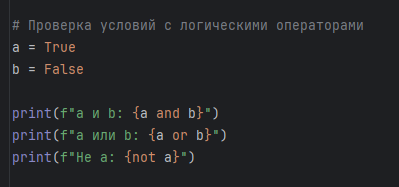 # Проверка условий с логическими операторами
a = True
b = False
print(f"a и b: {a and b}")
print(f"a или b: {a or b}")
print(f"Не a: {not a}")